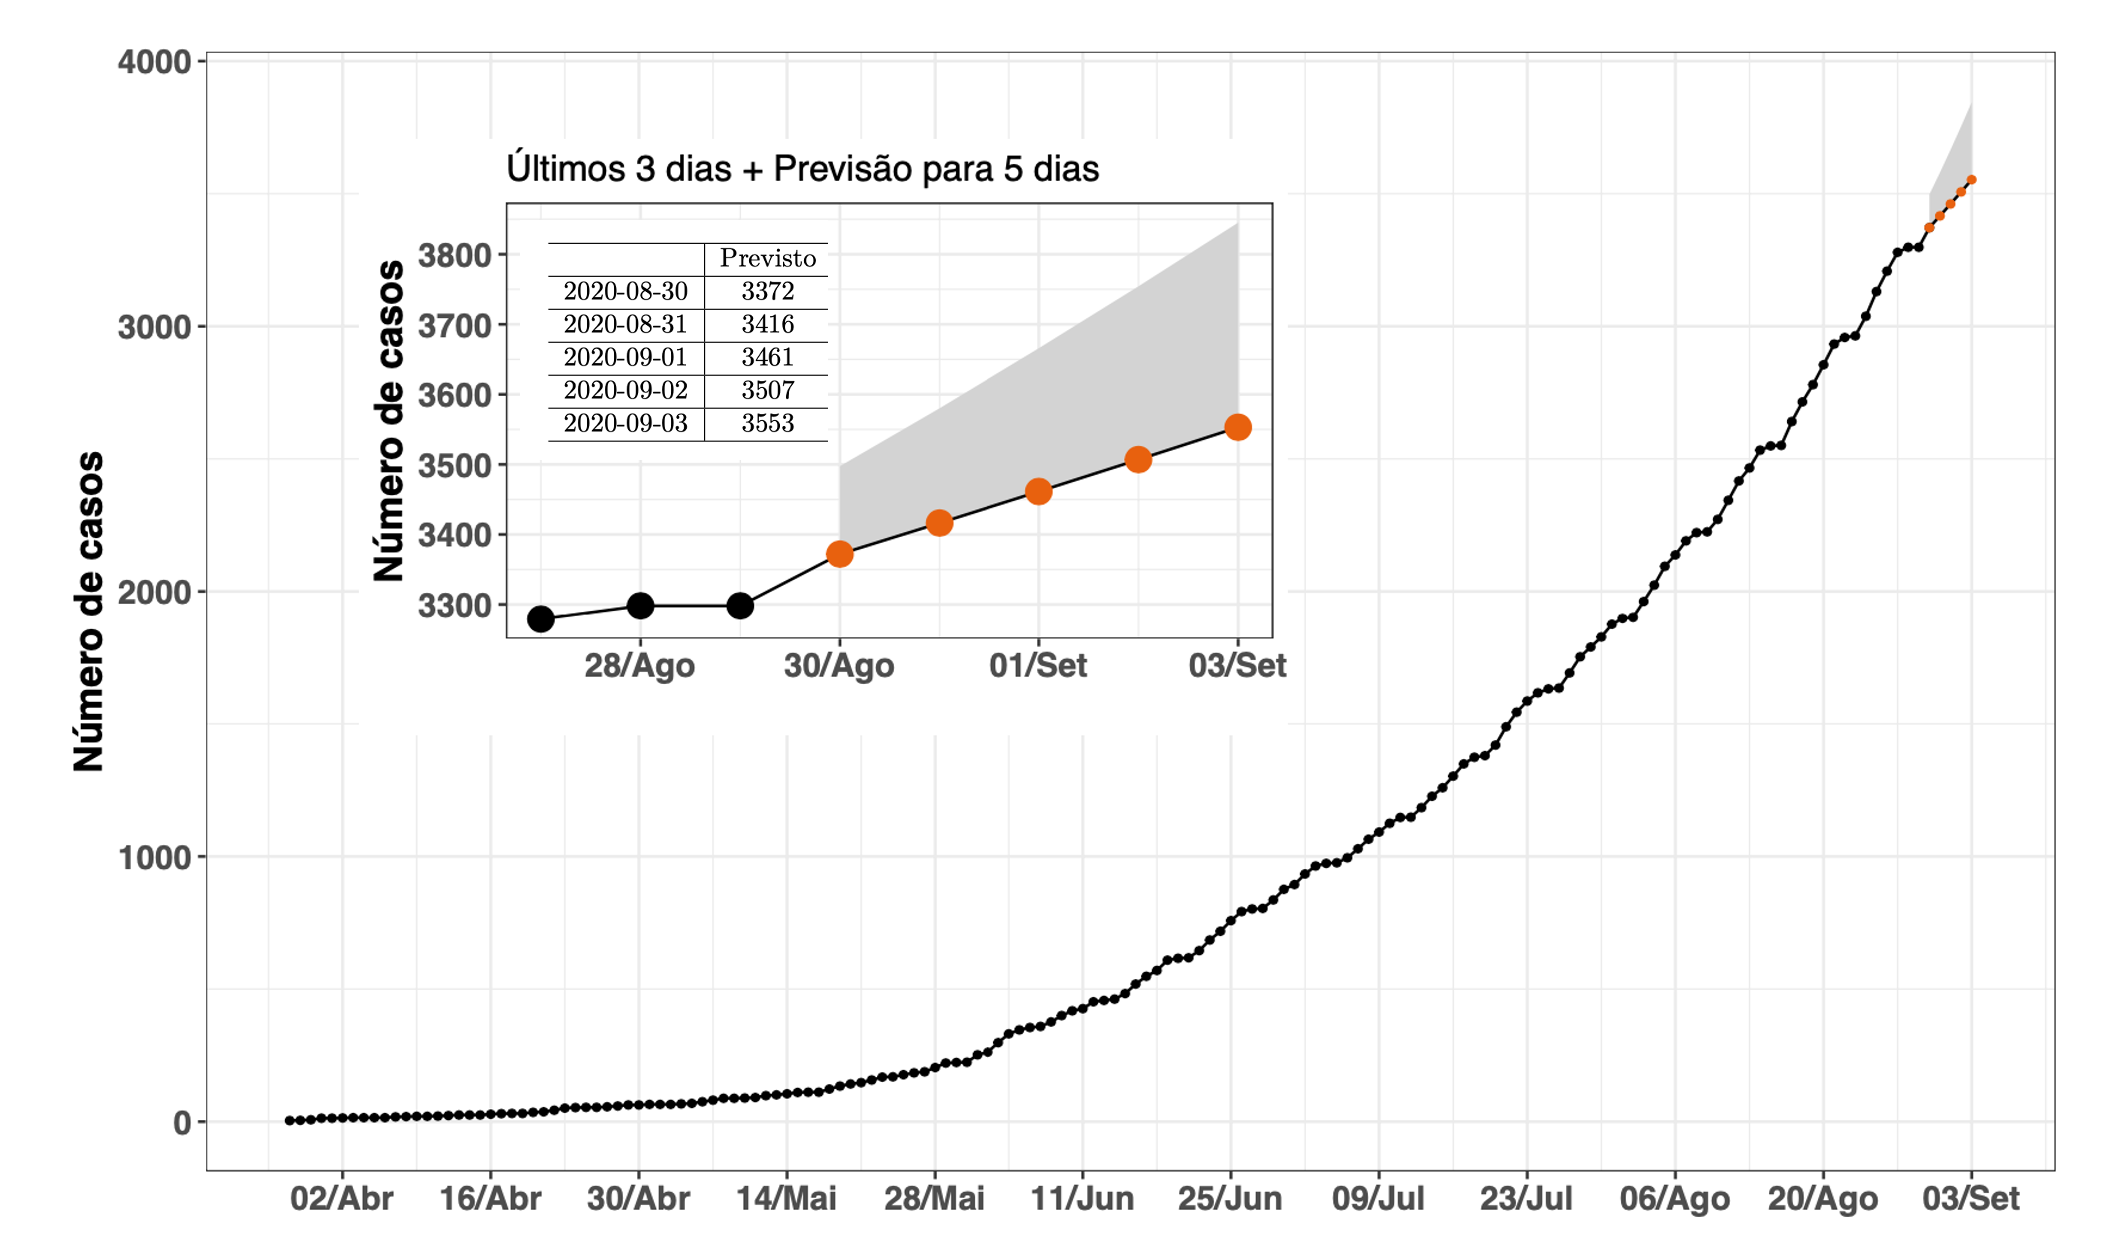 4000
3000
2000
1000
0
Número de casos
Últimos 3 dias + Previsão para 5 dias
3800
3700
3600
3500
3400
3300
Número de casos
Previsto
2020-08-30 3372
2020-08-31 3416
2020-09-01 3461
2020-09-02 3507
2020-09-03 3553
28/Ago 30/Ago 01/Set 03/Set
02/Abr 16/Abr 30/Abr 14/Mai 28/Mai 11/Jun 25/Jun 09/Jul 23/Jul 06/Ago 20/Ago 03/Set